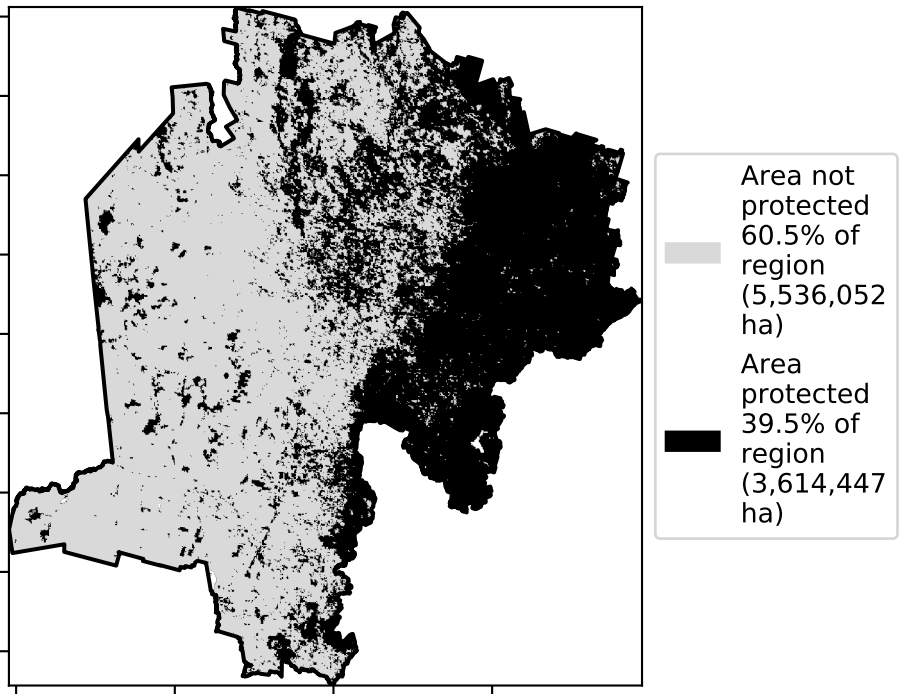 Area not
protected
60.5% of
region
(5,536,052
ha)
Area
protected
39.5% of
region
(3,614,447
ha)